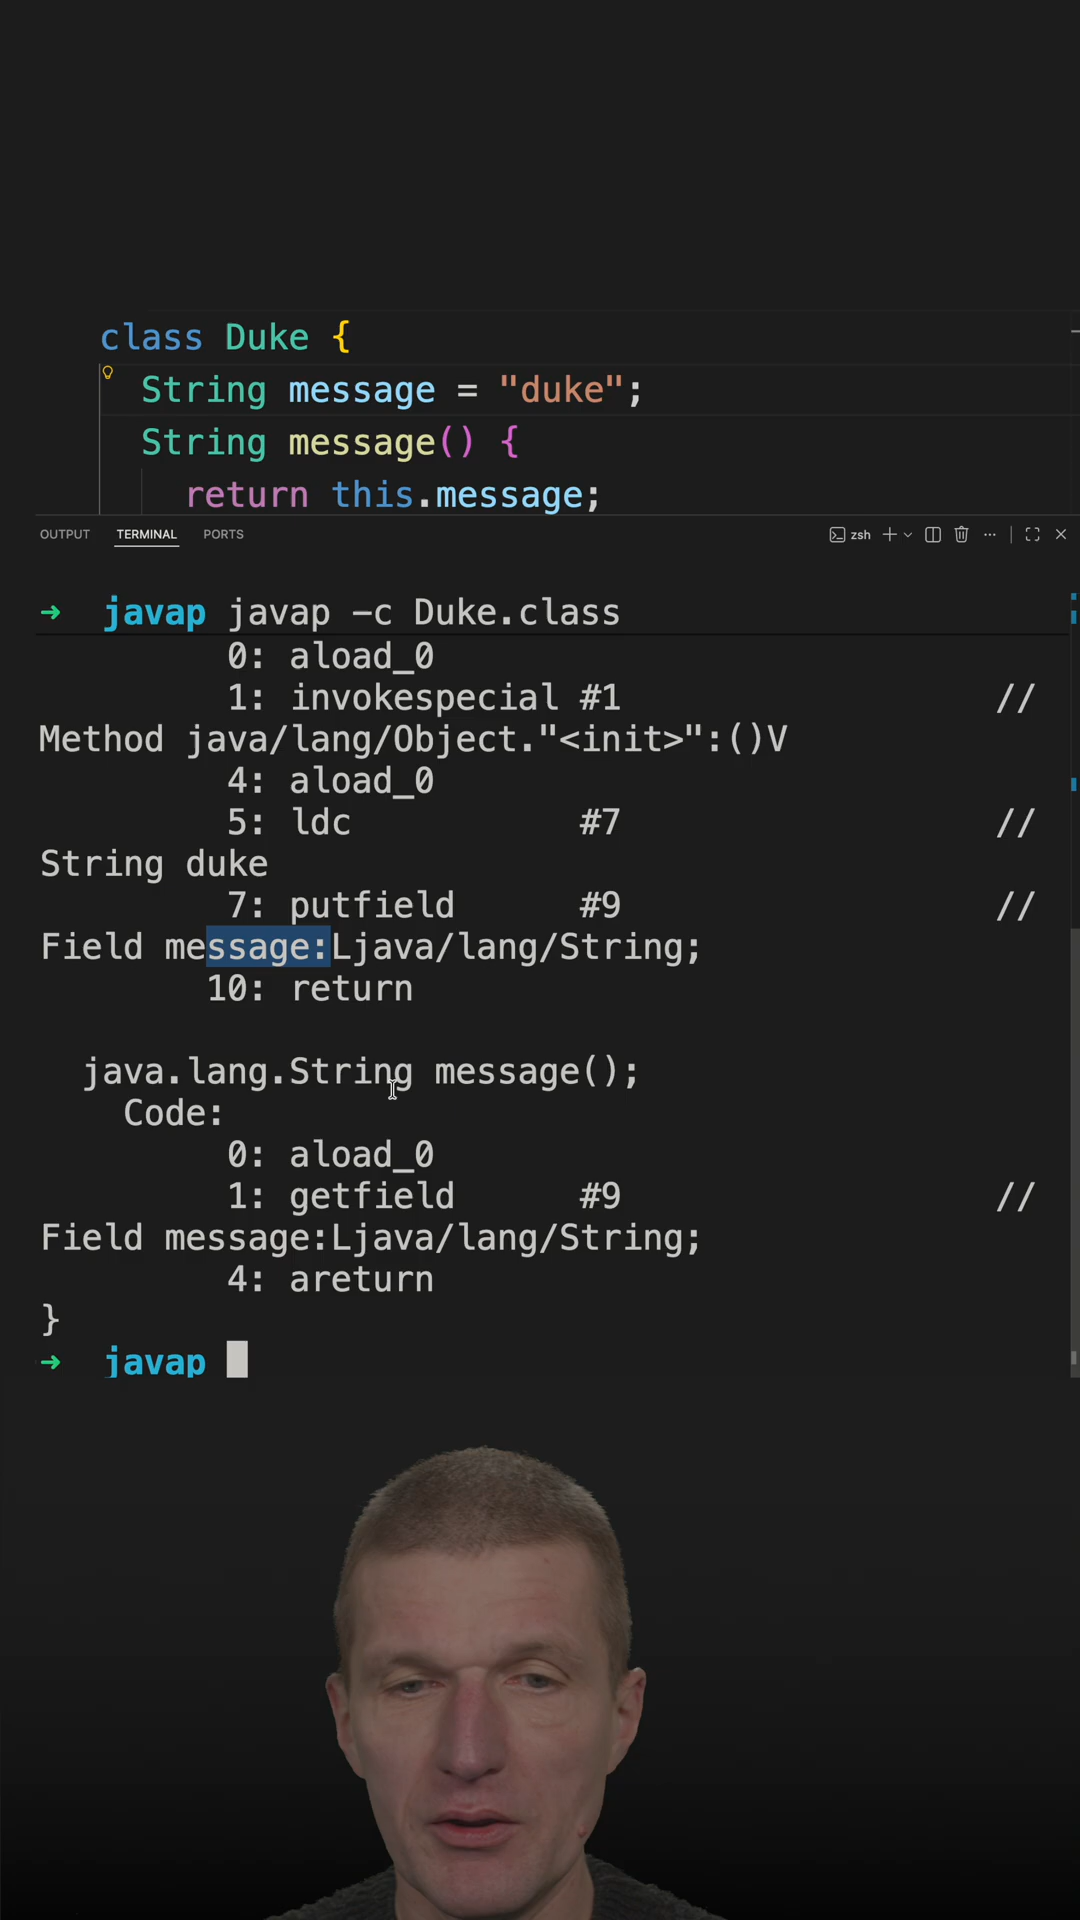 class Duke {
String message = "duke";
String message() {
return this.message;
OUTPUT TERMINAL PORTS zsh
➜ javap javap -c Duke.class
0: aload_0
1: invokespecial #1 //
Method java/lang/Object."<init>":()V
4: aload_0
5: ldc #7 //
String duke
7: putfield #9 //
Field message:Ljava/lang/String;
10: return
java.lang.String message();
Code:
0: aload_0
1: getfield #9 //
Field message:Ljava/lang/String;
4: areturn
}
➜ javap